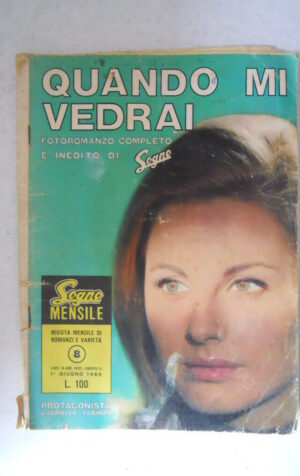 QUANDO MI
VEDRAI
FOTOROMANZO COMPLETO
E INEDITO DI Sogno
Sogno
MENSILE
RIVISTA MENSILE DI
ROMANZI E VARIETÀ
8
1° GIUGNO 1965
L. 100
PROTAGONISTA
GABRIELLA FARINON